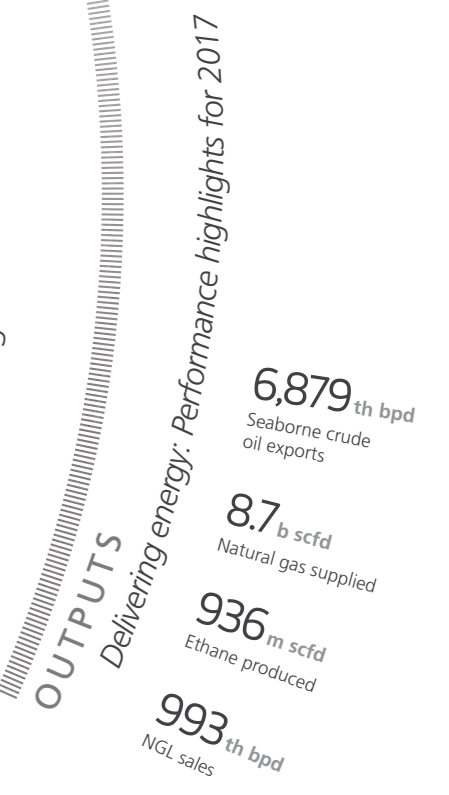 OUTPUTS
Delivering energy: Performance highlights for 2017
6,879 th bpd
Seaborne crude
oil exports
8.7 b scfd
Natural gas supplied
936 m scfd
Ethane produced
993 th bpd
NGL sales